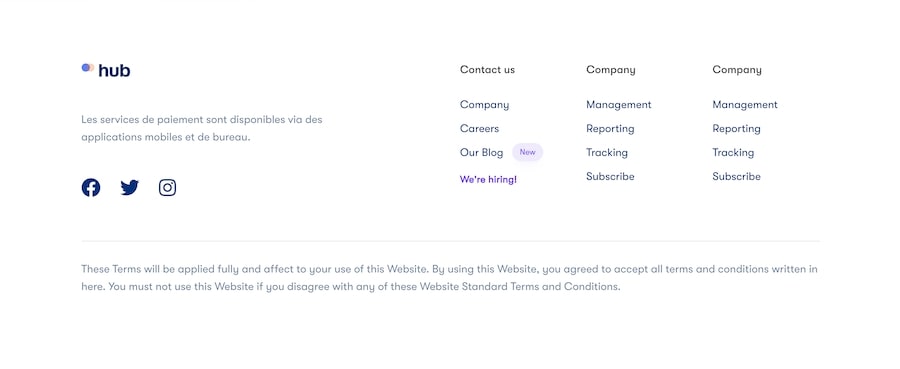 hub
Les services de paiement sont disponibles via des
applications mobiles et de bureau.
Contact us
Company
Careers
Our Blog New
We're hiring!
Company
Management
Reporting
Tracking
Subscribe
Company
Management
Reporting
Tracking
Subscribe
These Terms will be applied fully and affect to your use of this Website. By using this Website, you agreed to accept all terms and conditions written in
here. You must not use this Website if you disagree with any of these Website Standard Terms and Conditions.